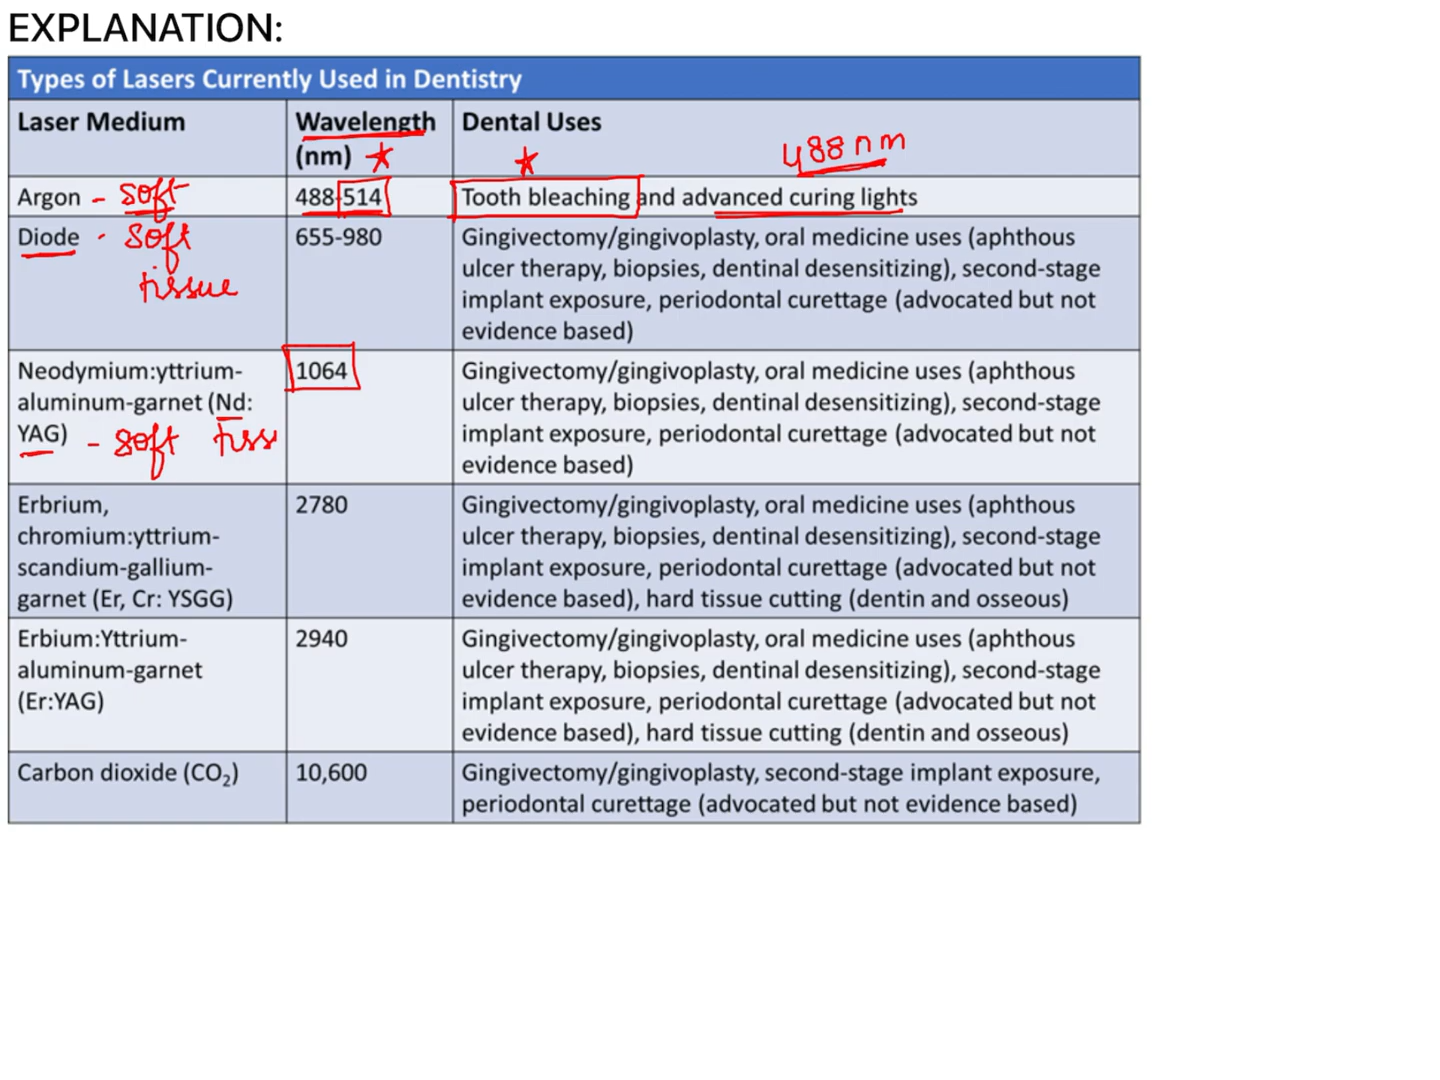 EXPLANATION:
Types of Lasers Currently Used in Dentistry
Laser Medium
Wavelength
(nm) ★
Dental Uses
★
488 nm
Argon - soft
488-514
Tooth bleaching and advanced curing lights
Diode - soft
tissue
655-980
Gingivectomy/gingivoplasty, oral medicine uses (aphthous
ulcer therapy, biopsies, dentinal desensitizing), second-stage
implant exposure, periodontal curettage (advocated but not
evidence based)
Neodymium:yttrium-
aluminum-garnet (Nd:
YAG) - soft tiss
1064
Gingivectomy/gingivoplasty, oral medicine uses (aphthous
ulcer therapy, biopsies, dentinal desensitizing), second-stage
implant exposure, periodontal curettage (advocated but not
evidence based)
Erbrium,
chromium:yttrium-
scandium-gallium-
garnet (Er, Cr: YSGG)
2780
Gingivectomy/gingivoplasty, oral medicine uses (aphthous
ulcer therapy, biopsies, dentinal desensitizing), second-stage
implant exposure, periodontal curettage (advocated but not
evidence based), hard tissue cutting (dentin and osseous)
Erbium:Yttrium-
aluminum-garnet
(Er:YAG)
2940
Gingivectomy/gingivoplasty, oral medicine uses (aphthous
ulcer therapy, biopsies, dentinal desensitizing), second-stage
implant exposure, periodontal curettage (advocated but not
evidence based), hard tissue cutting (dentin and osseous)
Carbon dioxide (CO₂)
10,600
Gingivectomy/gingivoplasty, second-stage implant exposure,
periodontal curettage (advocated but not evidence based)